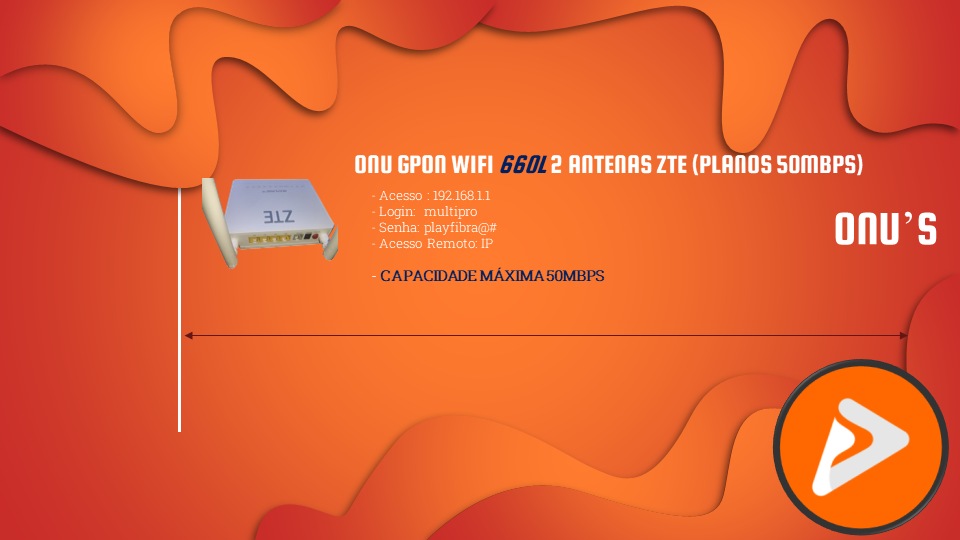 ONU GPON WIFI 660L 2 ANTENAS ZTE (PLANOS 50MBPS)
- Acesso : 192.168.1.1
- Login: multipro
- Senha: playfibra@#
- Acesso Remoto: IP
- CAPACIDADE MÁXIMA 50MBPS
ONU’S
ZTE